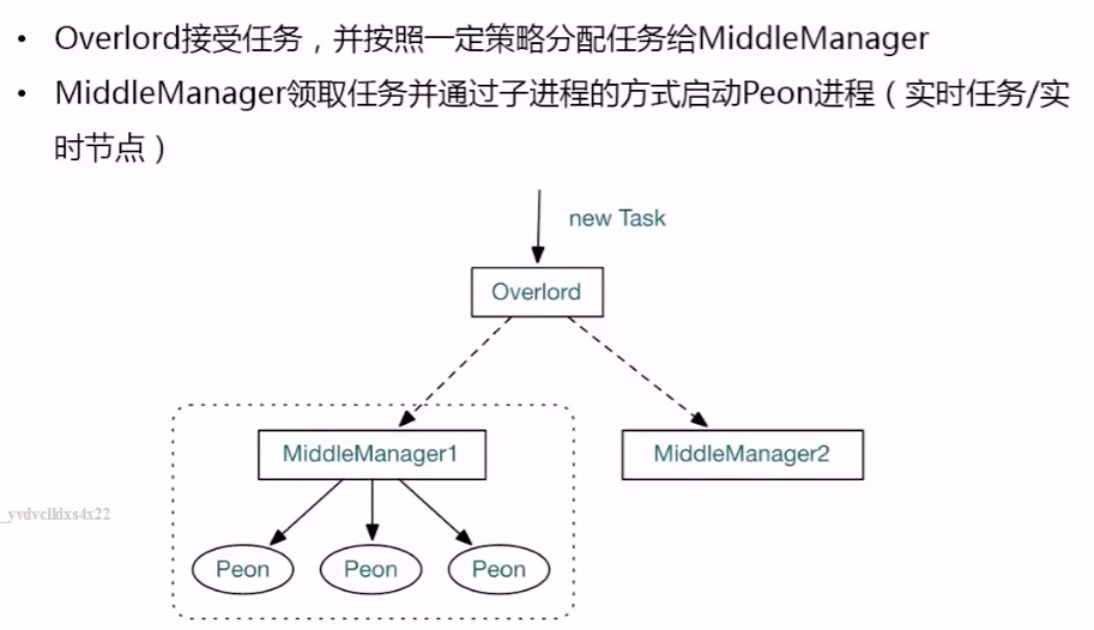 • Overlord接受任务，并按照一定策略分配任务给MiddleManager
• MiddleManager领取任务并通过子进程的方式启动Peon进程（实时任务/实
时节点）
new Task
Overlord
MiddleManager1 MiddleManager2
_yvdvclldxs4x22
Peon Peon Peon